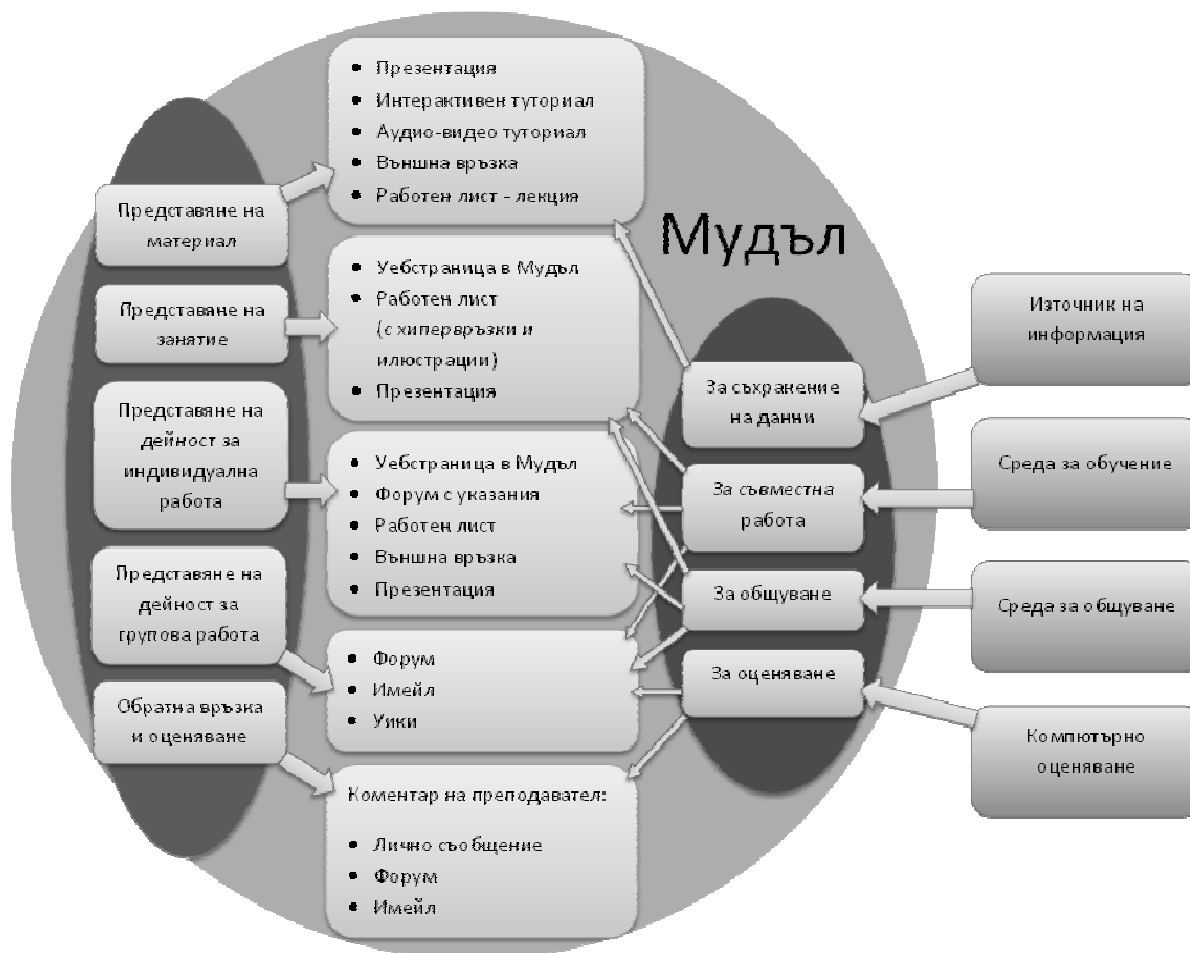 Представяне на
материал
Представяне на
занятие
Представяне на
дейност за
индивидуална
работа
Представяне на
дейност за
групова работа
Обратна връзка
и оценяване
• Презентация
• Интерактивен туториал
• Аудио-видео туториал
• Външна връзка
• Работен лист - лекция
• Уебстраница в Мудъл
• Работен лист
(с хипервръзки и
илюстрации)
• Презентация
• Уебстраница в Мудъл
• Форум с указания
• Работен лист
• Външна връзка
• Презентация
• Форум
• Имейл
• Уики
Коментар на преподавател:
• Лично съобщение
• Форум
• Имейл
Мудъл
За съхранение
на данни
За съвместна
работа
За общуване
За оценяване
Източник на
информация
Среда за обучение
Среда за общуване
Компютърно
оценяване